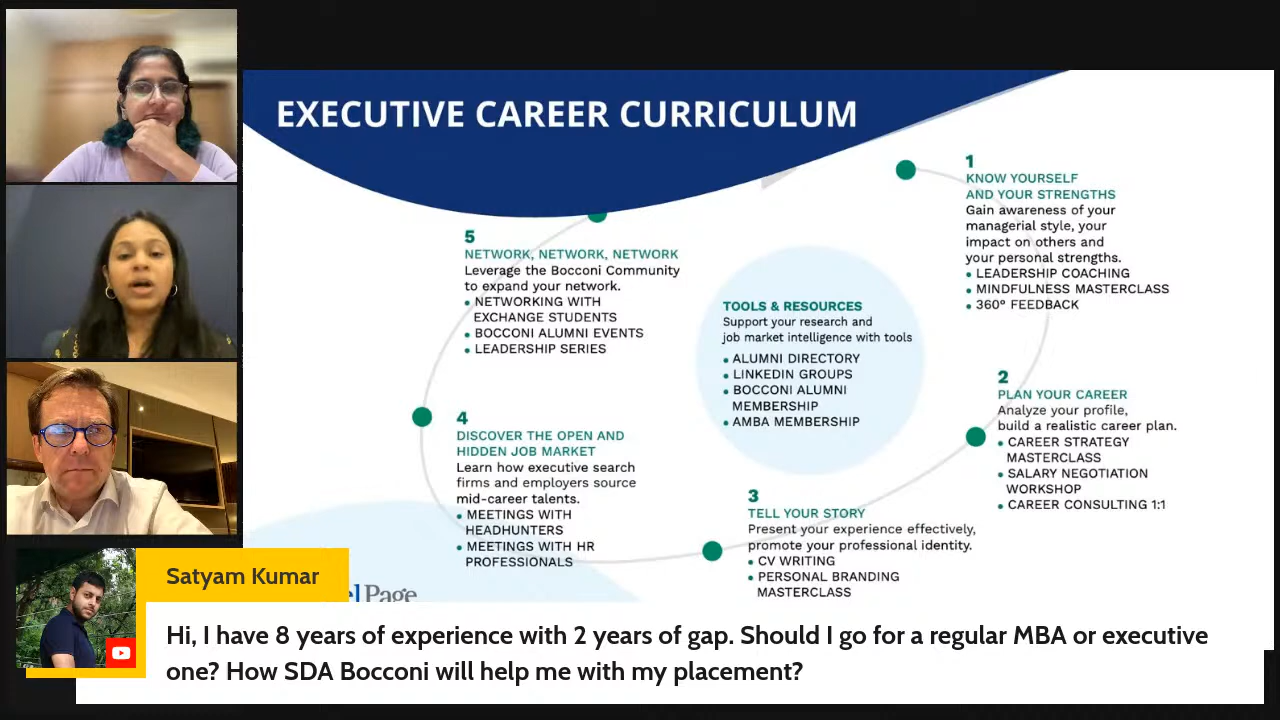 EXECUTIVE CAREER CURRICULUM
1
KNOW YOURSELF
AND YOUR STRENGTHS
Gain awareness of your
managerial style, your
impact on others and
your personal strengths.
• LEADERSHIP COACHING
• MINDFULNESS MASTERCLASS
• 360° FEEDBACK
2
PLAN YOUR CAREER
Analyze your profile,
build a realistic career plan.
• CAREER STRATEGY
MASTERCLASS
• SALARY NEGOTIATION
WORKSHOP
• CAREER CONSULTING 1:1
3
TELL YOUR STORY
Present your experience effectively,
promote your professional identity.
• CV WRITING
• PERSONAL BRANDING
MASTERCLASS
4
DISCOVER THE OPEN AND
HIDDEN JOB MARKET
Learn how executive search
firms and employers source
mid-career talents.
• MEETINGS WITH
HEADHUNTERS
• MEETINGS WITH HR
PROFESSIONALS
5
NETWORK, NETWORK, NETWORK
Leverage the Bocconi Community
to expand your network.
• NETWORKING WITH
EXCHANGE STUDENTS
• BOCCONI ALUMNI EVENTS
• LEADERSHIP SERIES
TOOLS & RESOURCES
Support your research and
job market intelligence with tools
• ALUMNI DIRECTORY
• LINKEDIN GROUPS
• BOCCONI ALUMNI
MEMBERSHIP
• AMBA MEMBERSHIP
elPage
Satyam Kumar
Hi, I have 8 years of experience with 2 years of gap. Should I go for a regular MBA or executive
one? How SDA Bocconi will help me with my placement?